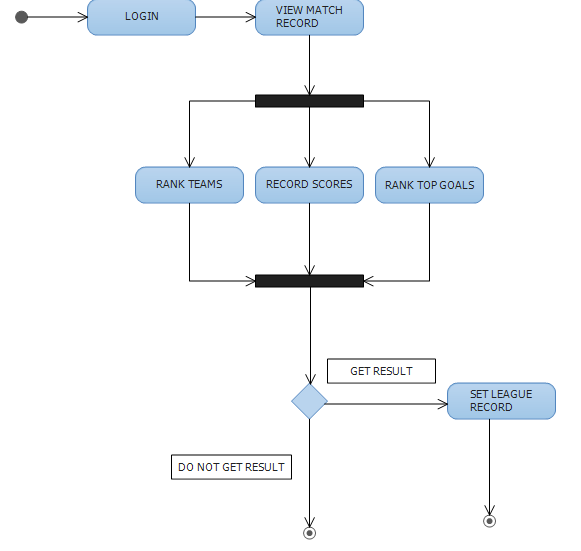 LOGIN
VIEW MATCH
RECORD
RANK TEAMS
RECORD SCORES
RANK TOP GOALS
GET RESULT
SET LEAGUE
RECORD
DO NOT GET RESULT